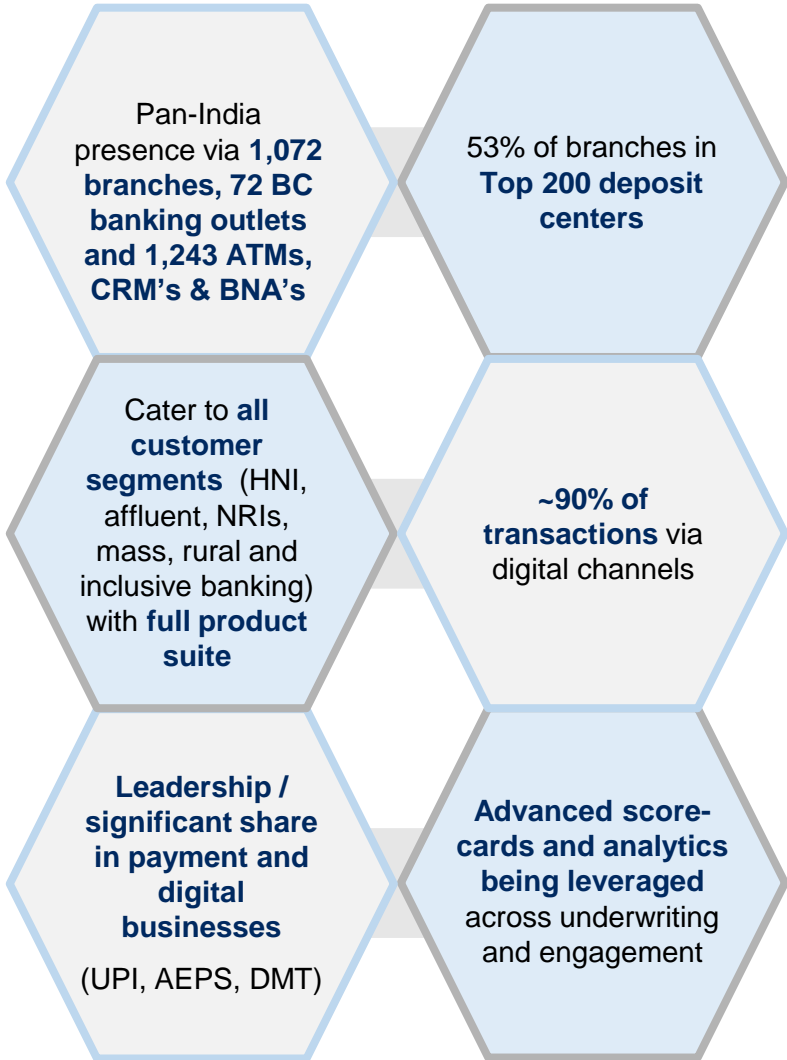 Pan-India
presence via 1,072
branches, 72 BC
banking outlets
and 1,243 ATMs,
CRM's & BNA's
53% of branches in
Top 200 deposit
centers
Cater to all
customer
segments (HNI,
affluent, NRIs,
mass, rural and
inclusive banking)
with full product
suite
~90% of
transactions via
digital channels
Leadership /
significant share
in payment and
digital
businesses
(UPI, AEPS, DMT)
Advanced score-
cards and analytics
being leveraged
across underwriting
and engagement